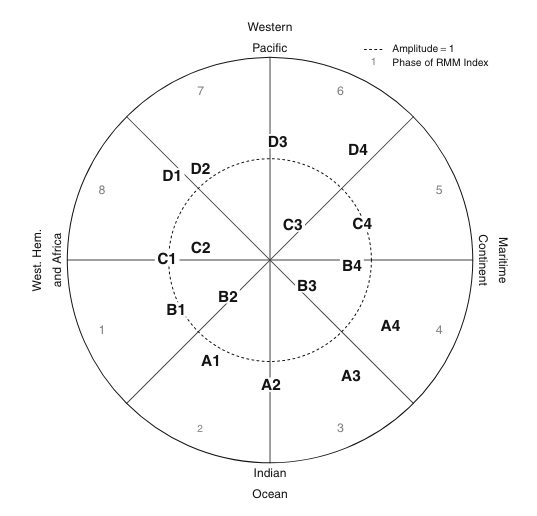 Western
Pacific
Amplitude = 1
1 Phase of RMM Index
7
6
D3
D4
D2
D1
8
5
C3
C4
West. Hem.
and Africa
C2
C1
B4
Maritime
Continent
B3
B2
B1
A4
1
4
A1
A3
A2
2
3
Indian
Ocean